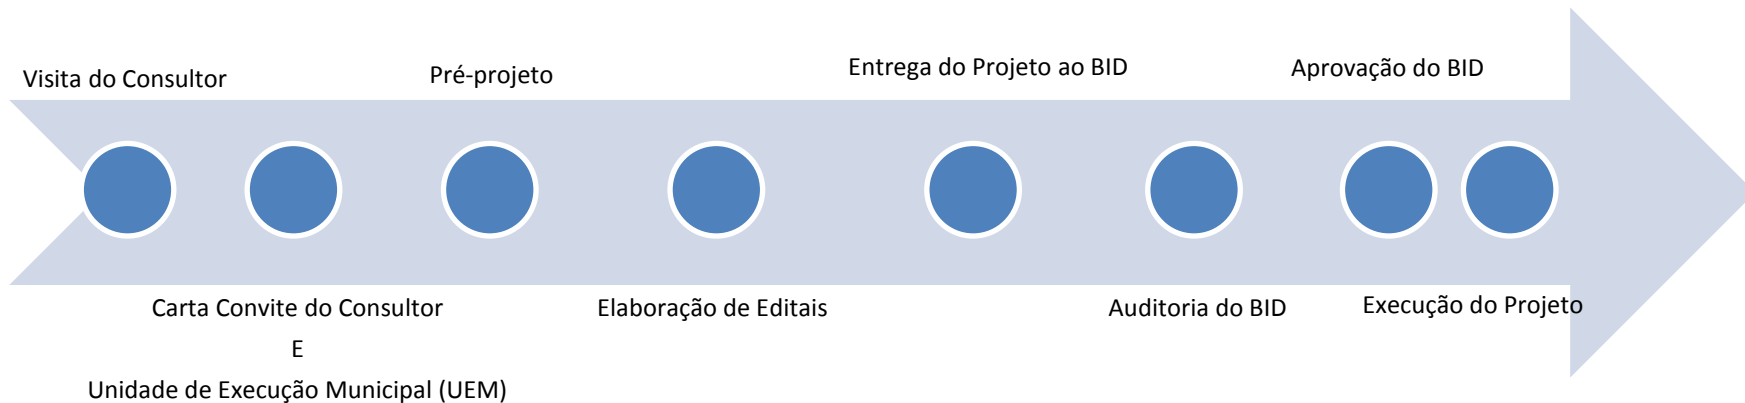 Visita do Consultor
Carta Convite do Consultor
E
Unidade de Execução Municipal (UEM)
Pré-projeto
Elaboração de Editais
Entrega do Projeto ao BID
Auditoria do BID
Aprovação do BID
Execução do Projeto